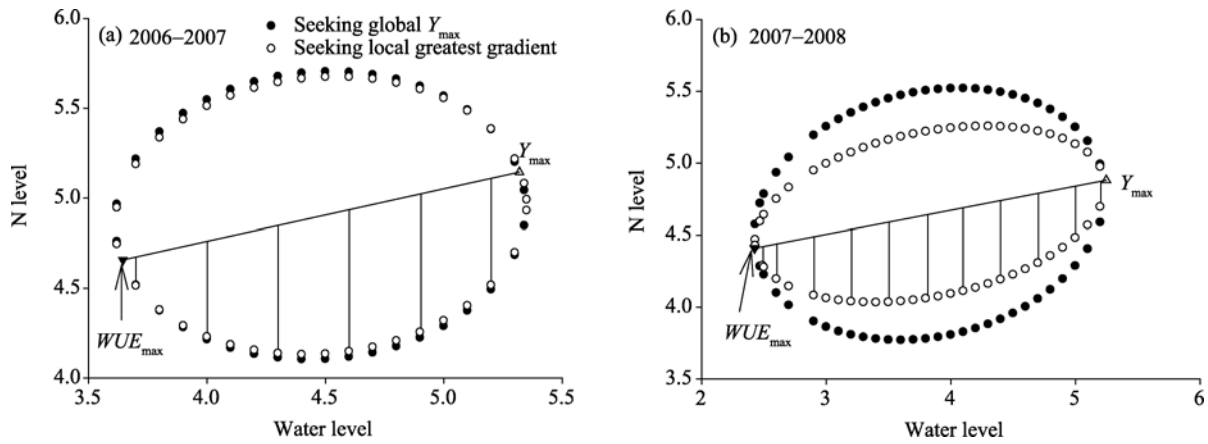 (a) 2006–2007
Seeking global Ymax
Seeking local greatest gradient
6.0
5.5
5.0
4.5
4.0
N level
Ymax
WUEmax
3.5
4.0
4.5
5.0
5.5
Water level
(b) 2007–2008
6.0
5.5
5.0
4.5
4.0
3.5
N level
Ymax
WUEmax
2
3
4
5
6
Water level